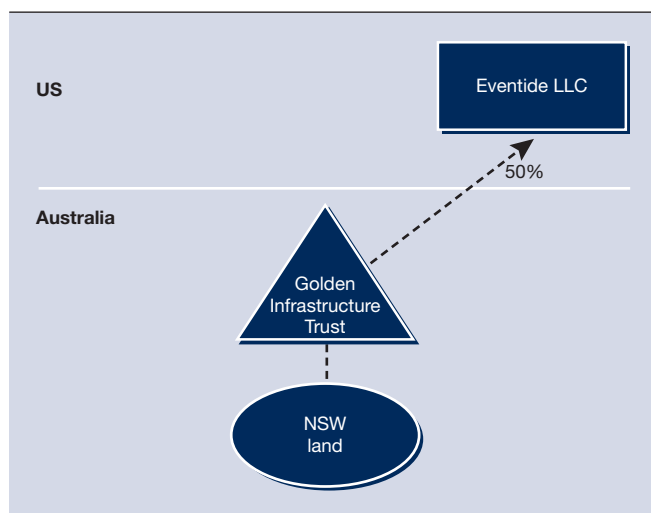 US
Eventide LLC
50%
Australia
Golden
Infrastructure
Trust
NSW
land